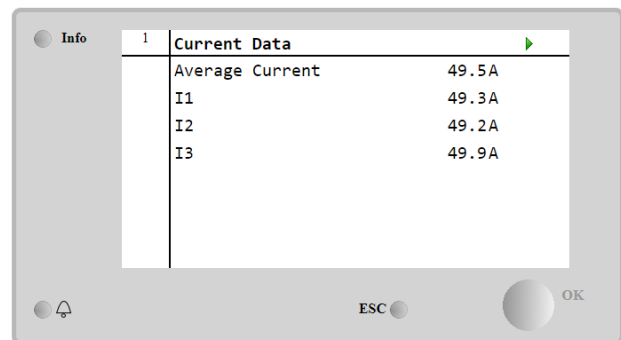 Info
1 Current Data
Average Current 49.5A
I1 49.3A
I2 49.2A
I3 49.9A
ESC
OK